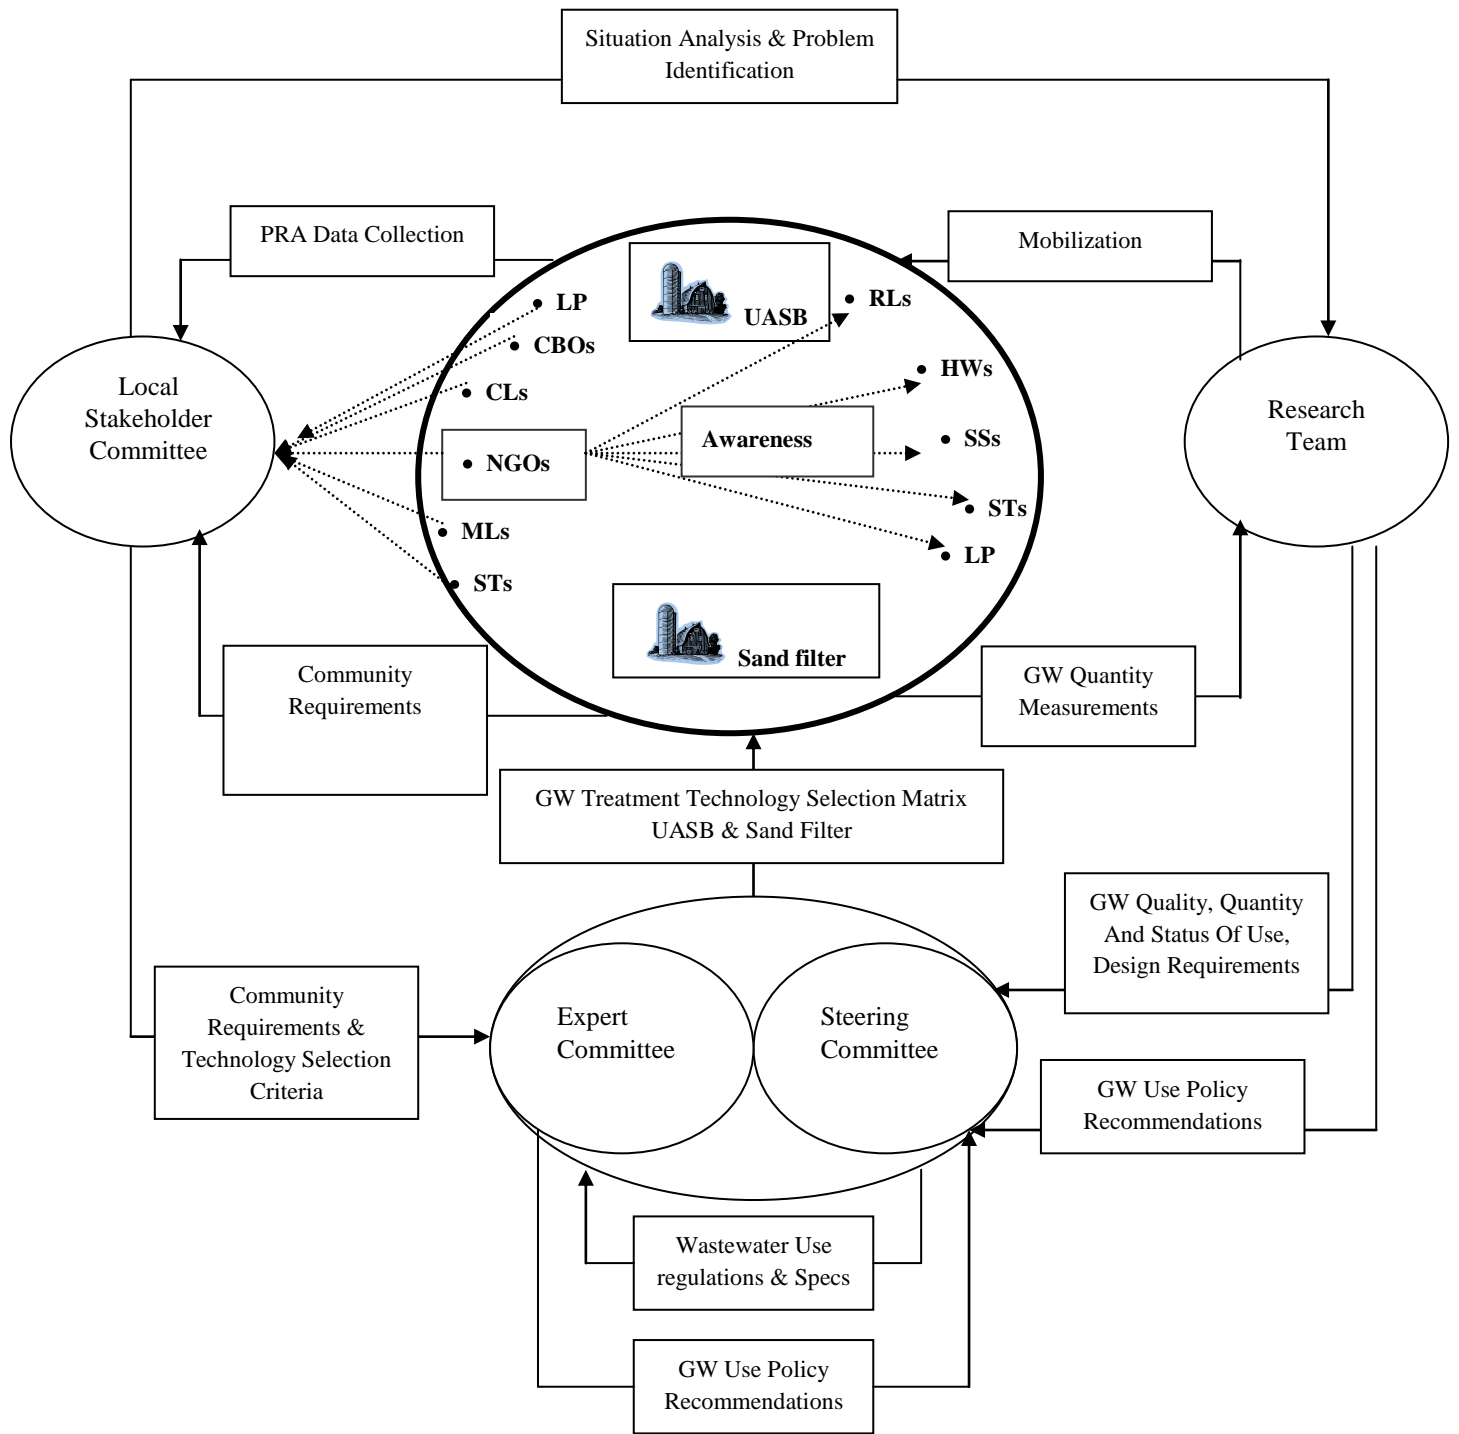 Situation Analysis & Problem
Identification
PRA Data Collection
Mobilization
LP
CBOs
CLs
NGOs
MLs
STs
UASB
RLs
HWs
Awareness
SSs
STs
LP
Sand filter
Local
Stakeholder
Committee
Research
Team
Community
Requirements
GW Quantity
Measurements
GW Treatment Technology Selection Matrix
UASB & Sand Filter
GW Quality, Quantity
And Status Of Use,
Design Requirements
Community
Requirements &
Technology Selection
Criteria
Expert
Committee
Steering
Committee
GW Use Policy
Recommendations
Wastewater Use
regulations & Specs
GW Use Policy
Recommendations